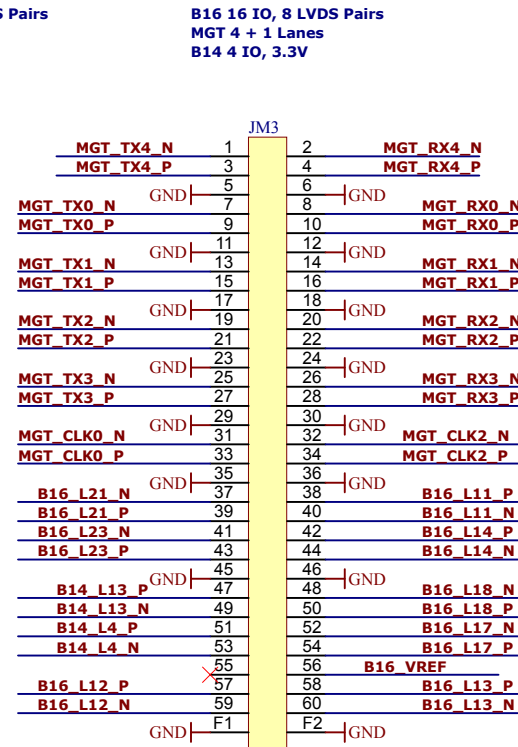 Pairs
B16 16 IO, 8 LVDS Pairs
MGT 4 + 1 Lanes
B14 4 IO, 3.3V
JM3
MGT_TX4_N 1 2 MGT_RX4_N
MGT_TX4_P 3 4 MGT_RX4_P
GND 5 6 GND
MGT_TX0_N 7 8 MGT_RX0_N
MGT_TX0_P 9 10 MGT_RX0_P
GND 11 12 GND
MGT_TX1_N 13 14 MGT_RX1_N
MGT_TX1_P 15 16 MGT_RX1_P
GND 17 18 GND
MGT_TX2_N 19 20 MGT_RX2_N
MGT_TX2_P 21 22 MGT_RX2_P
GND 23 24 GND
MGT_TX3_N 25 26 MGT_RX3_N
MGT_TX3_P 27 28 MGT_RX3_P
GND 29 30 GND
MGT_CLK0_N 31 32 MGT_CLK2_N
MGT_CLK0_P 33 34 MGT_CLK2_P
GND 35 36 GND
B16_L21_N 37 38 B16_L11_P
B16_L21_P 39 40 B16_L11_N
B16_L23_N 41 42 B16_L14_P
B16_L23_P 43 44 B16_L14_N
GND 45 46 GND
B14_L13_P 47 48 B16_L18_N
B14_L13_N 49 50 B16_L18_P
B14_L4_P 51 52 B16_L17_N
B14_L4_N 53 54 B16_L17_P
55 56 B16_VREF
B16_L12_P 57 58 B16_L13_P
B16_L12_N 59 60 B16_L13_N
GND F1 F2 GND